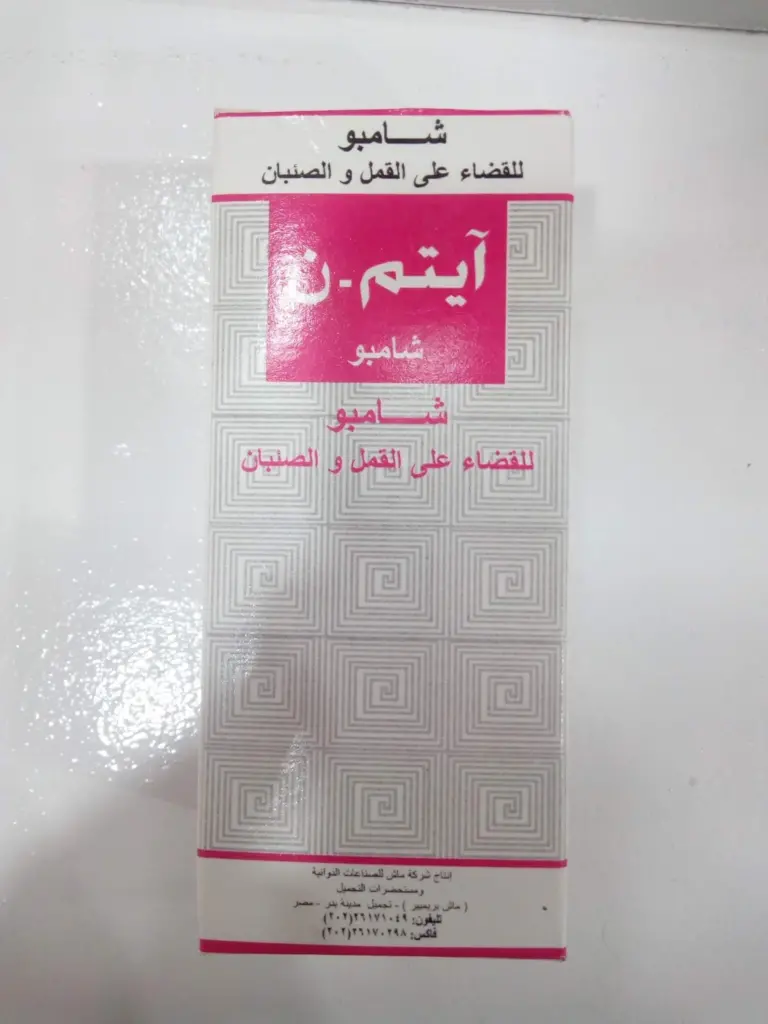 شامبو
للقضاء على القمل و الصئبان
آيتم - ن
شامبو
شامبو
للقضاء على القمل و الصئبان
إنتاج شركة ماش للصناعات الدوائية
ومستحضرات التجميل
( ماش بريميير ) - تجميل مدينة بدر - مصر
تليفون: ٢٦١٧١٠٤٩(٢٠٢)
فاكس: ٢٦١٧٠٢٩٨(٢٠٢)